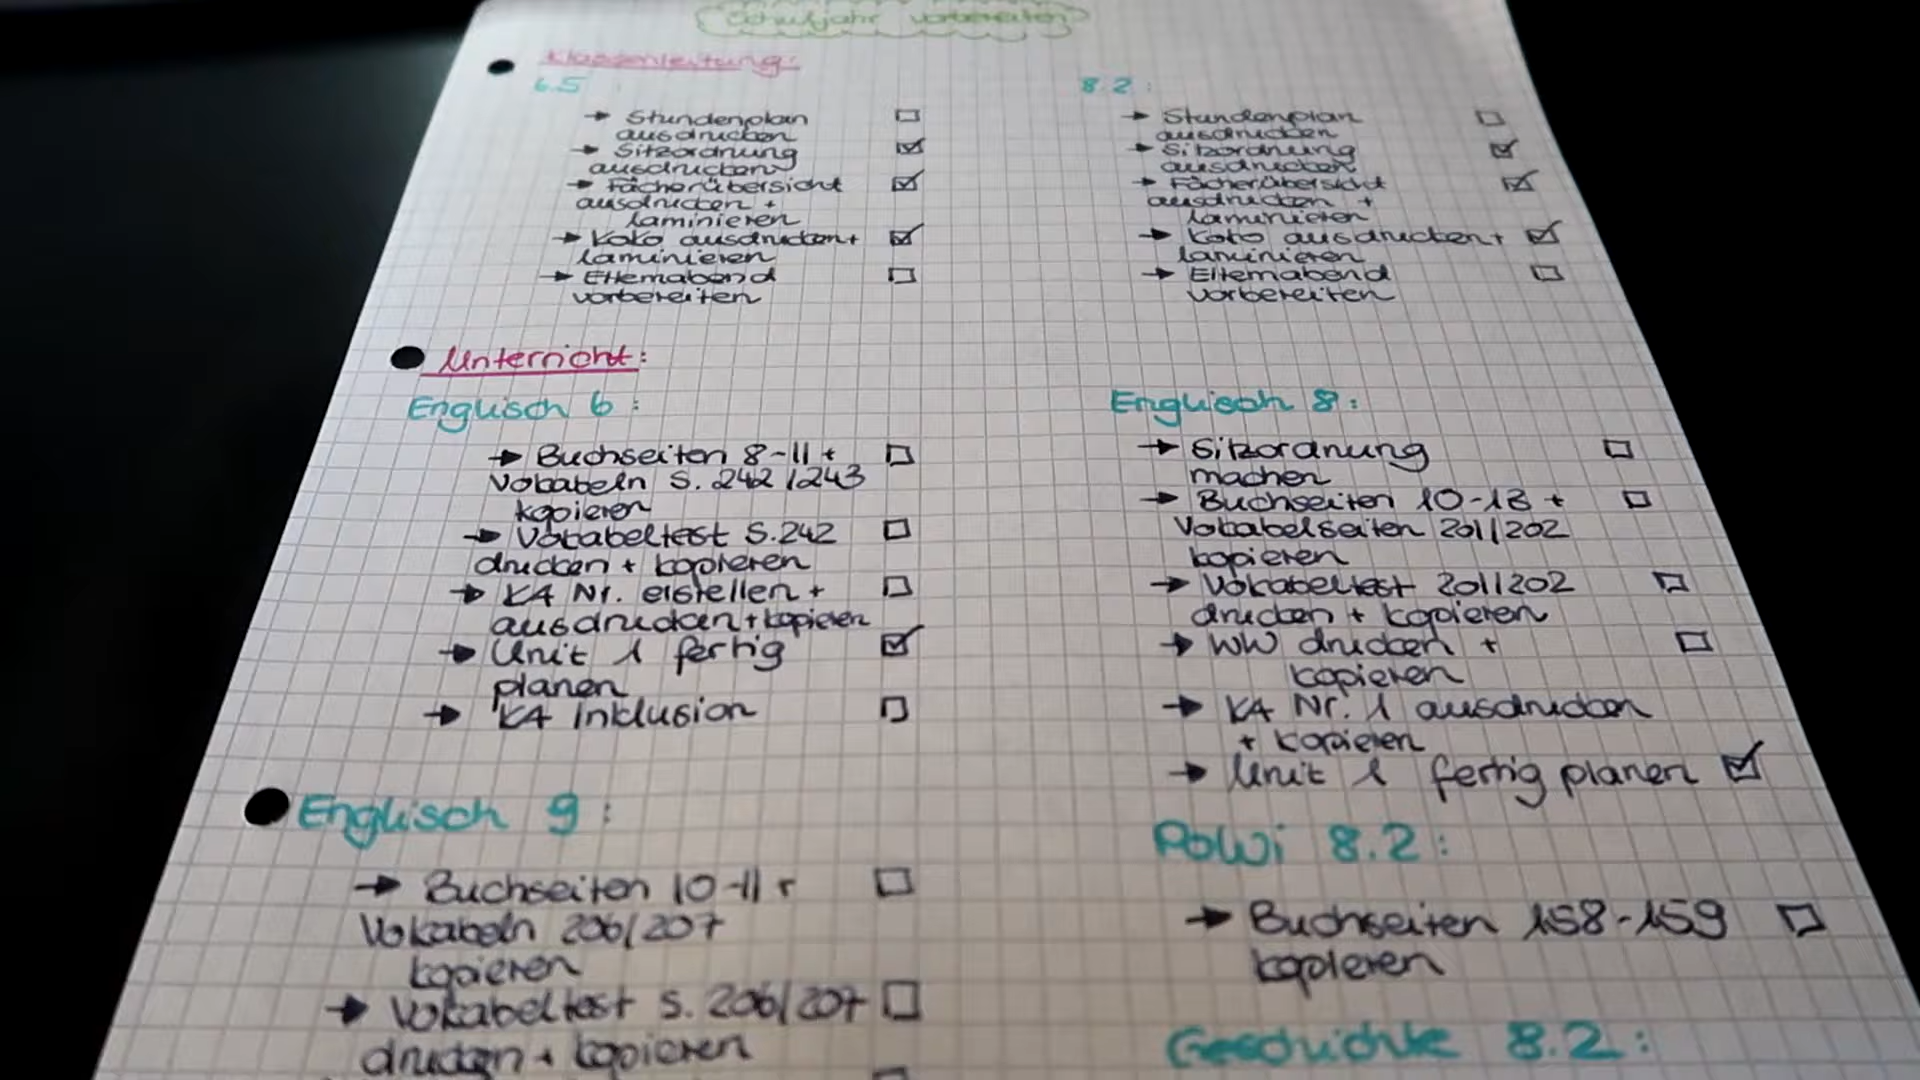 Schuljahr vorbereiten
Klassenleitung:
6.5
→ Stundenplan
ausdrucken
→ Sitzordnung
ausdrucken
→ Fächerübersicht
ausdrucken +
laminieren
→ Koko ausdrucken+
laminieren
→ Elternabend
vorbereiten
8.2:
→ Stundenplan
ausdrucken
→ Sitzordnung
ausdrucken
→ Fächerübersicht
ausdrucken +
laminieren
→ Koko ausdrucken+
laminieren
→ Elternabend
vorbereiten
Unterricht:
Englisch 6:
→ Buchseiten 8-11 +
Vokabeln S. 242/243
kopieren
→ Vokabeltest S.242
drucken + kopieren
→ KA Nr. erstellen +
ausdrucken+kopieren
→ Unit 1 fertig
planen
→ KA Inklusion
Englisch 8:
→ Sitzordnung
machen
→ Buchseiten 10-13 +
Vokabelseiten 201/202
kopieren
→ Vokabeltest 201/202
drucken + kopieren
→ WW drucken +
kopieren
→ KA Nr. 1 ausdrucken
+ kopieren
→ Unit 1 fertig planen
Englisch 9:
→ Buchseiten 10-11 +
Vokabeln 206/207
kopieren
→ Vokabeltest S. 206/207
drucken + kopieren
PoWi 8.2:
→ Buchseiten 158-159
kopieren
Geschichte 8.2: